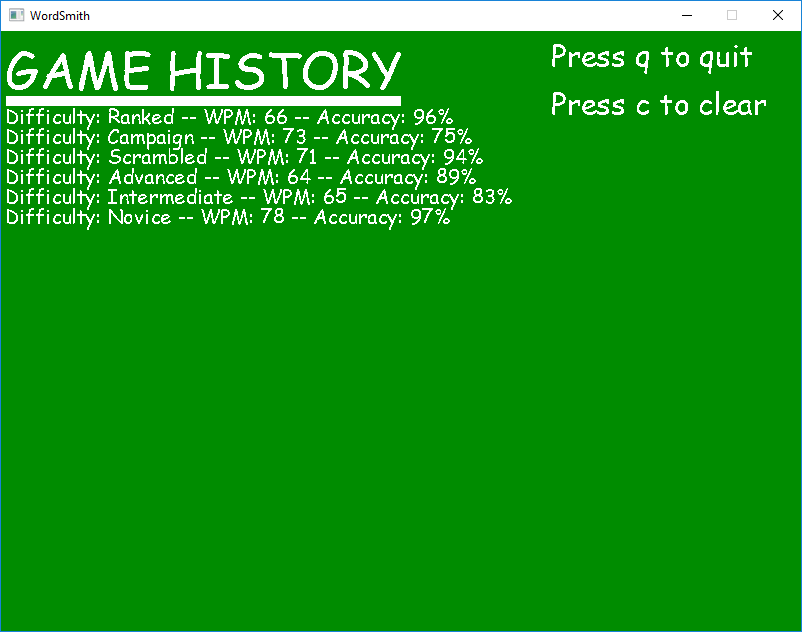 WordSmith
GAME HISTORY
Difficulty: Ranked -- WPM: 66 -- Accuracy: 96%
Difficulty: Campaign -- WPM: 73 -- Accuracy: 75%
Difficulty: Scrambled -- WPM: 71 -- Accuracy: 94%
Difficulty: Advanced -- WPM: 64 -- Accuracy: 89%
Difficulty: Intermediate -- WPM: 65 -- Accuracy: 83%
Difficulty: Novice -- WPM: 78 -- Accuracy: 97%
Press q to quit
Press c to clear